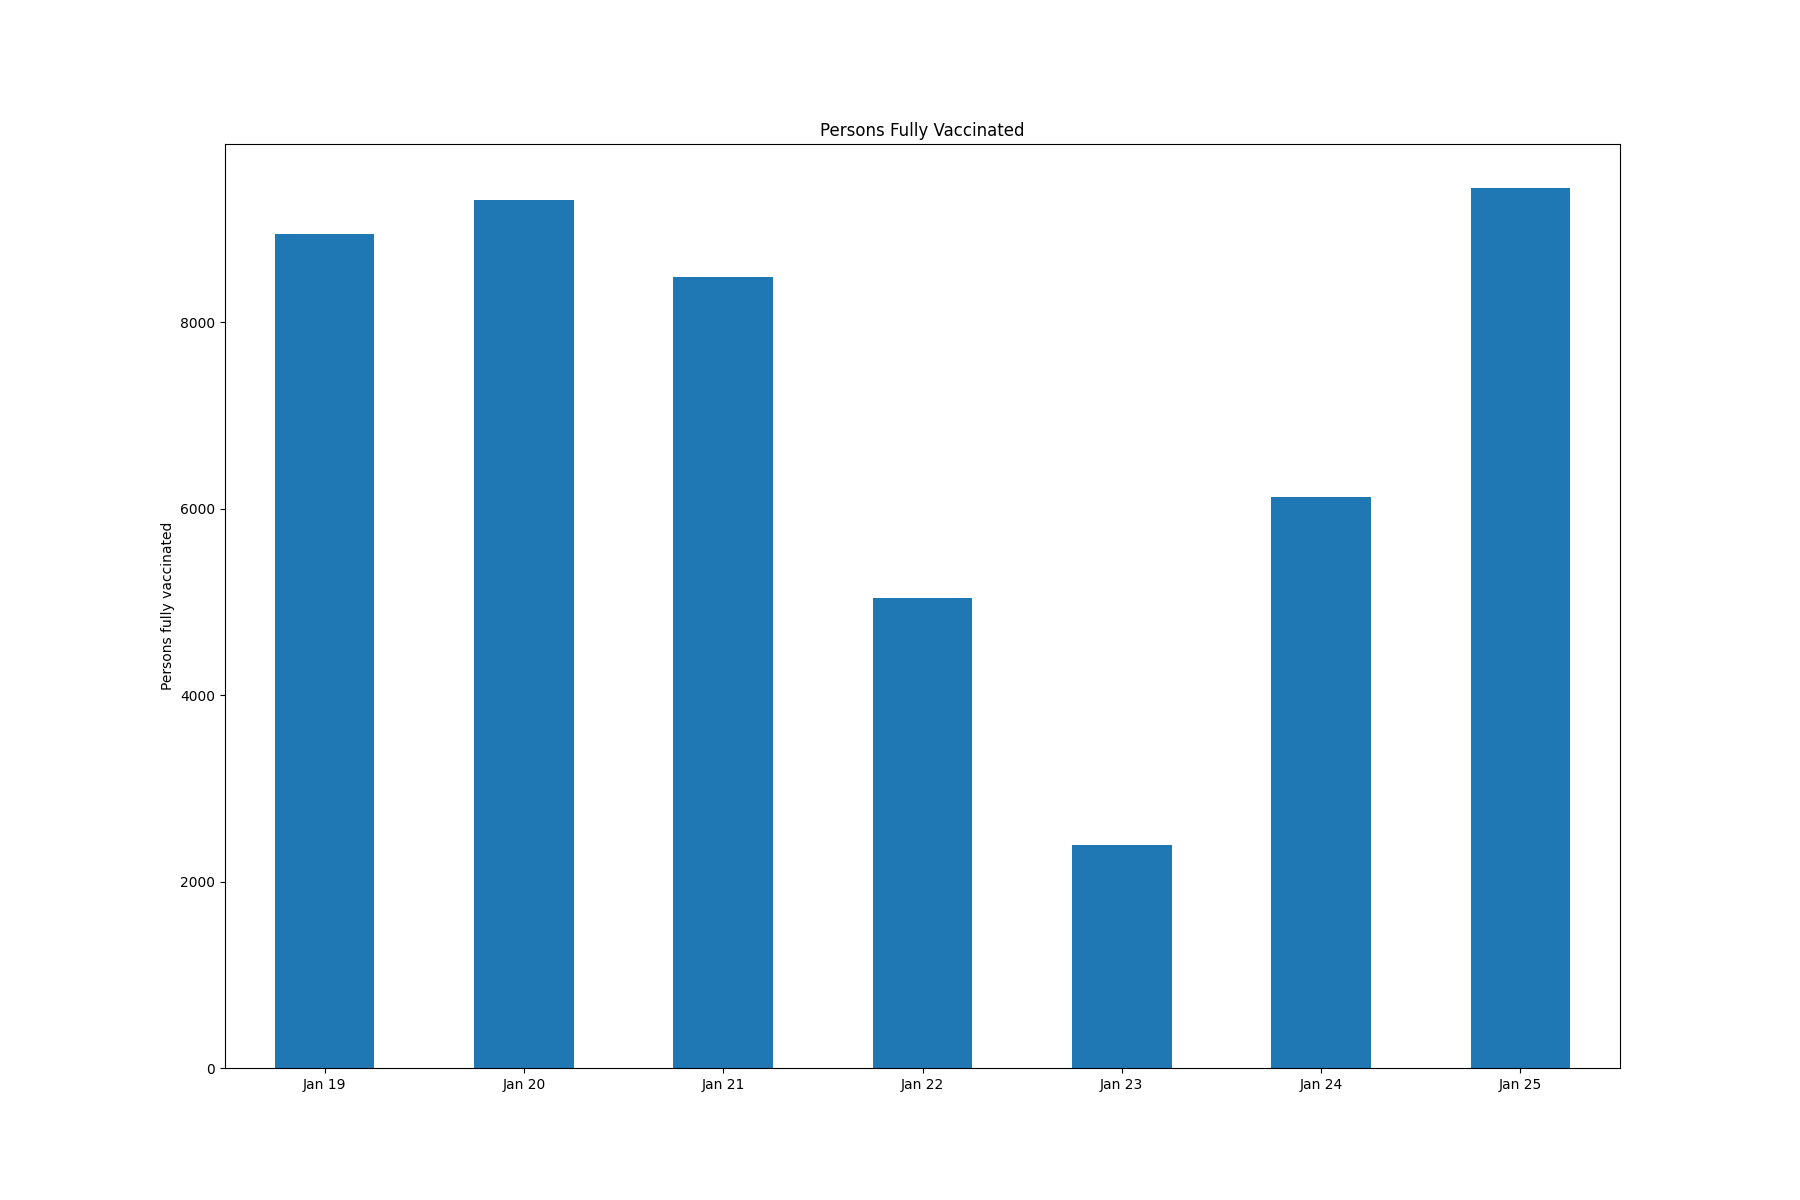 Persons Fully Vaccinated
Persons fully vaccinated
8000
6000
4000
2000
0
Jan 19 Jan 20 Jan 21 Jan 22 Jan 23 Jan 24 Jan 25